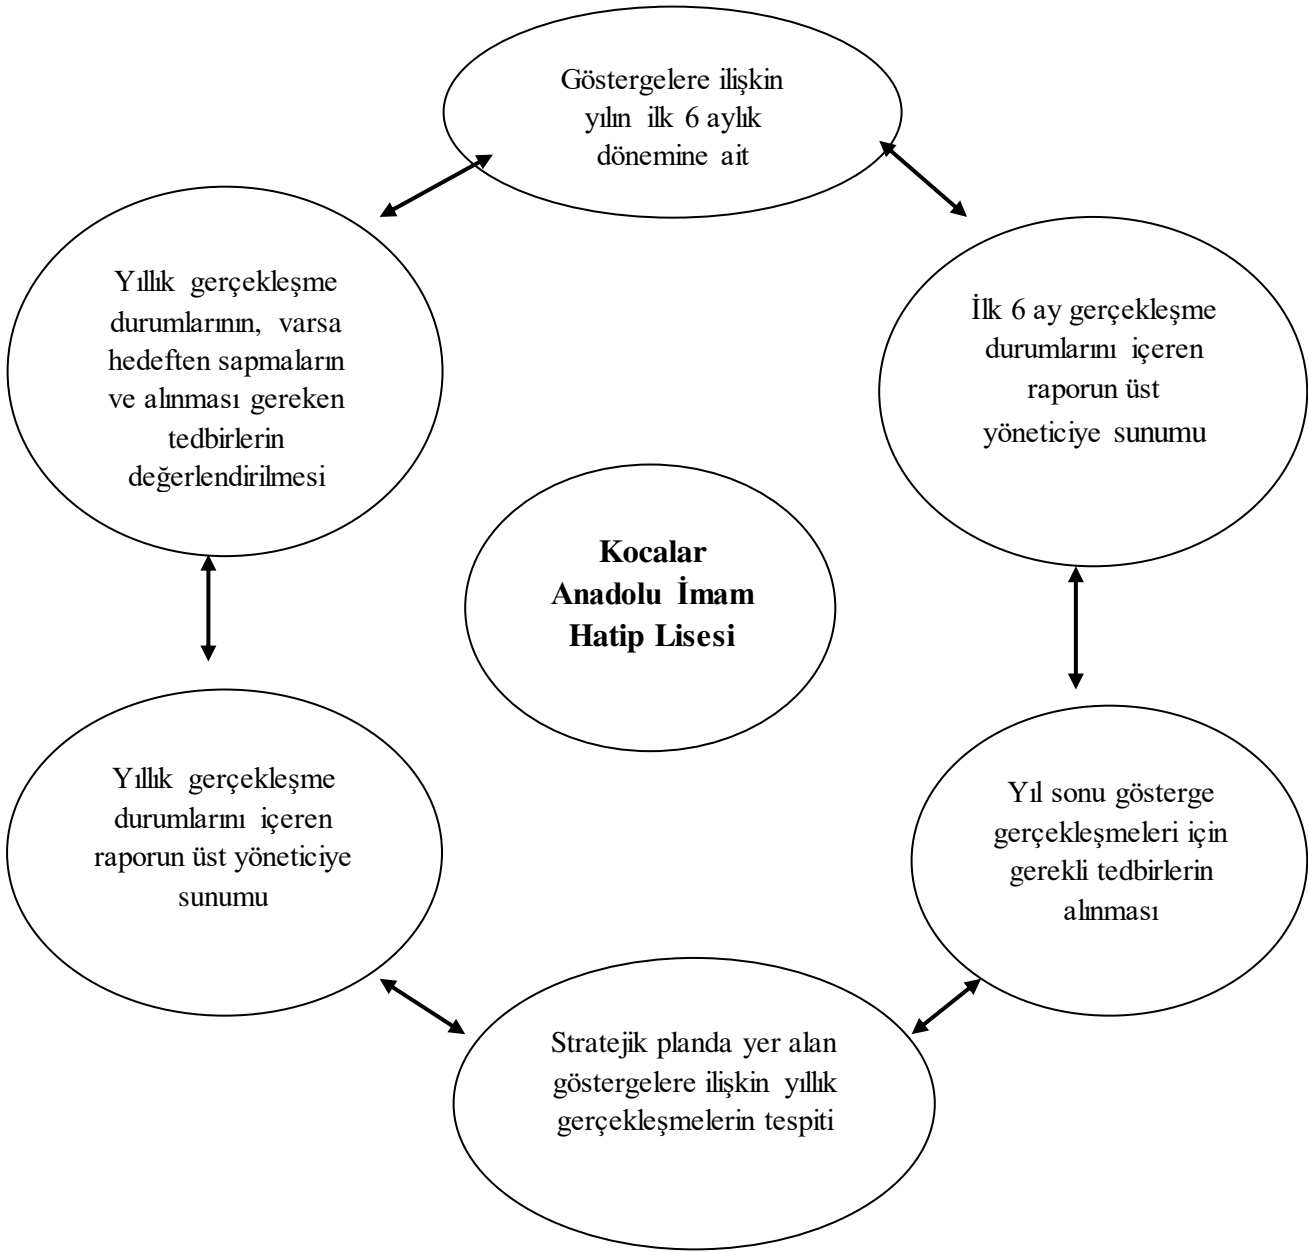 Göstergelere ilişkin
yılın ilk 6 aylık
dönemine ait
Yıllık gerçekleşme
durumlarının, varsa
hedeften sapmaların
ve alınması gereken
tedbirlerin
değerlendirilmesi
İlk 6 ay gerçekleşme
durumlarını içeren
raporun üst
yöneticiye sunumu
Kocalar
Anadolu İmam
Hatip Lisesi
Yıllık gerçekleşme
durumlarını içeren
raporun üst yöneticiye
sunumu
Yıl sonu gösterge
gerçekleşmeleri için
gerekli tedbirlerin
alınması
Stratejik planda yer alan
göstergelere ilişkin yıllık
gerçekleşmelerin tespiti